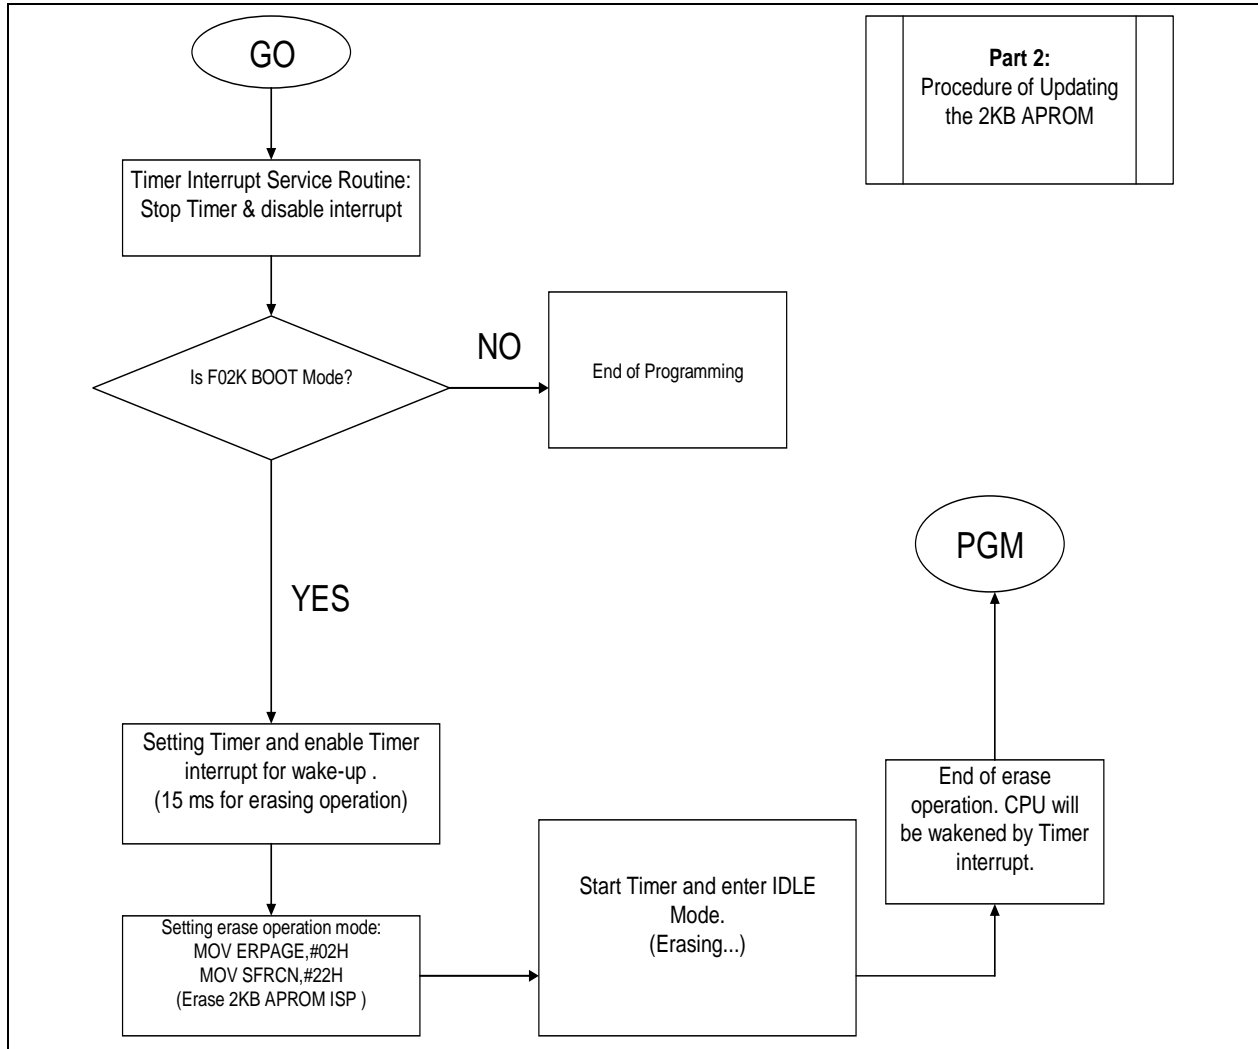 GO
Part 2:
Procedure of Updating
the 2KB APROM
Timer Interrupt Service Routine:
Stop Timer & disable interrupt
Is F02K BOOT Mode?
NO
End of Programming
YES
Setting Timer and enable Timer
interrupt for wake-up .
(15 ms for erasing operation)
Setting erase operation mode:
MOV ERPAGE,#02H
MOV SFRCN,#22H
(Erase 2KB APROM ISP )
Start Timer and enter IDLE
Mode.
(Erasing...)
End of erase
operation. CPU will
be wakened by Timer
interrupt.
PGM